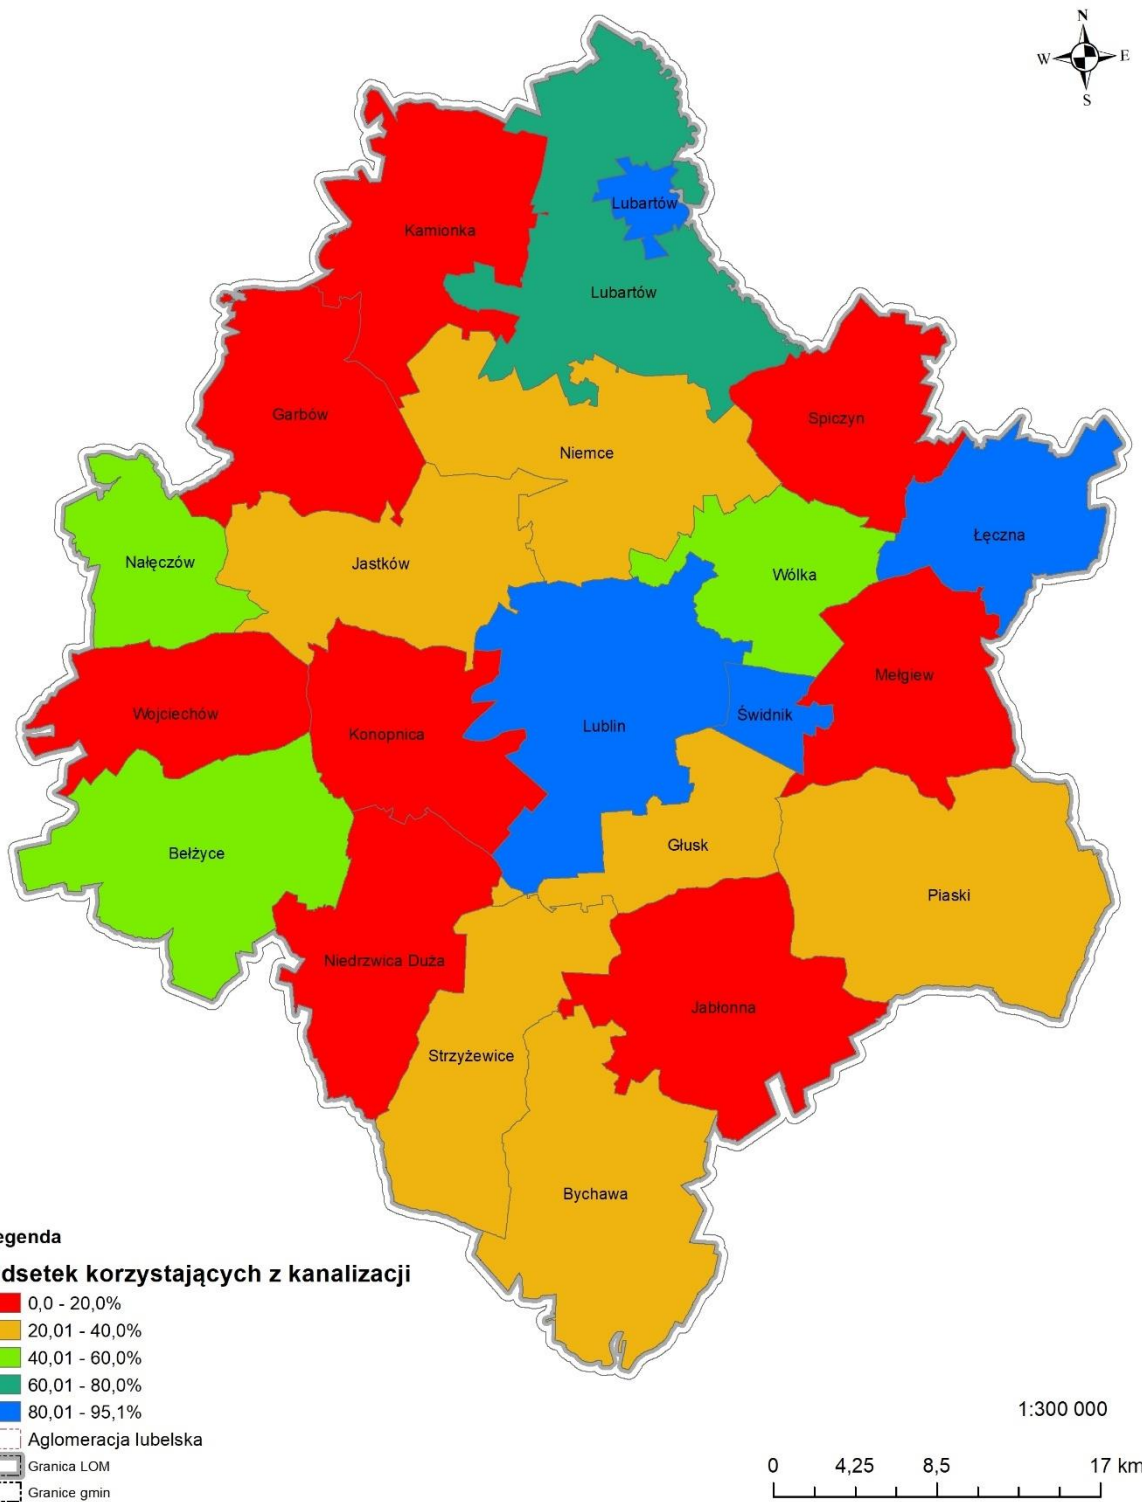 N
W E
S
Lubartów
Kamionka
Lubartów
Garbów
Spiczyn
Niemce
Łęczna
Nałęczów
Jastków
Wólka
Mełgiew
Wojciechów
Świdnik
Lublin
Konopnica
Głusk
Bełżyce
Piaski
Niedrzwica Duża
Jabłonna
Strzyżewice
Bychawa
egenda
dsetek korzystających z kanalizacji
0,0 - 20,0%
20,01 - 40,0%
40,01 - 60,0%
60,01 - 80,0%
80,01 - 95,1%
Aglomeracja lubelska
Granica LOM
Granice gmin
1:300 000
0 4,25 8,5 17 km